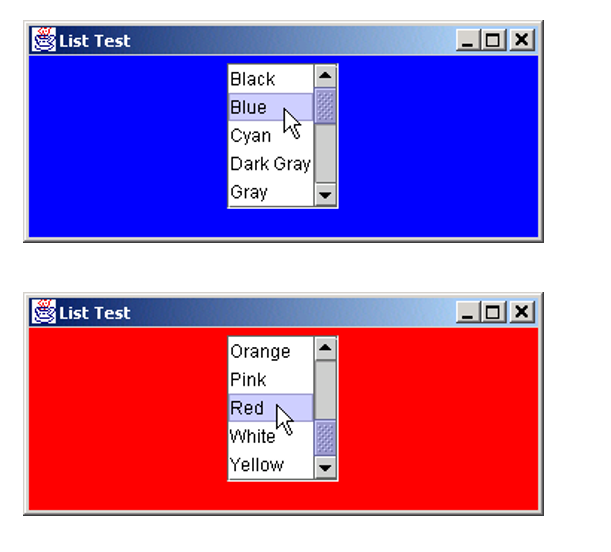 List Test
Black
Blue
Cyan
Dark Gray
Gray
List Test
Orange
Pink
Red
White
Yellow